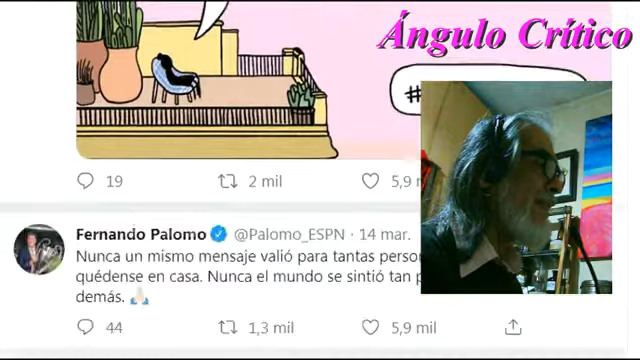 Ángulo Crítico
#
19
2 mil
5,9 m
Fernando Palomo @Palomo_ESPN · 14 mar.
Nunca un mismo mensaje valió para tantas person
quédense en casa. Nunca el mundo se sintió tan p
demás. 🙏🏻
44
1,3 mil
5,9 mil